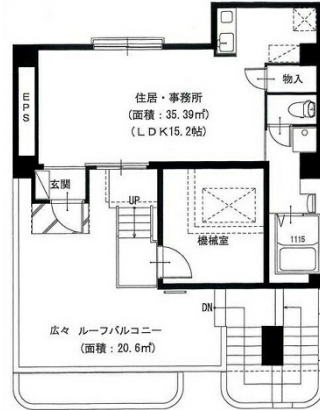 物入
EPS
住居・事務所
(面積：35.39㎡)
(LDK15.2帖)
玄関
UP
機械室
1115
DN
広々 ルーフバルコニー
(面積：20.6㎡)